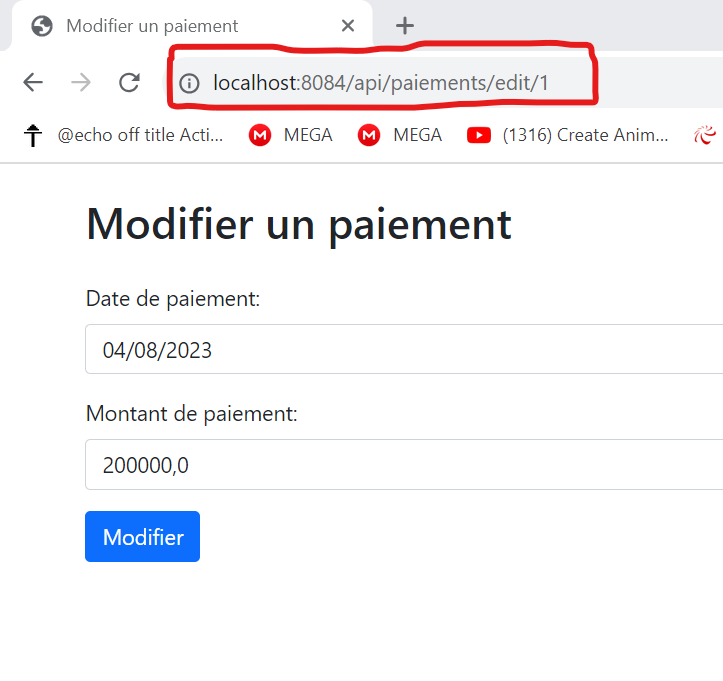 Modifier un paiement
localhost:8084/api/paiements/edit/1
@echo off title Acti... MEGA MEGA (1316) Create Anim...
Modifier un paiement
Date de paiement:
04/08/2023
Montant de paiement:
200000,0
Modifier